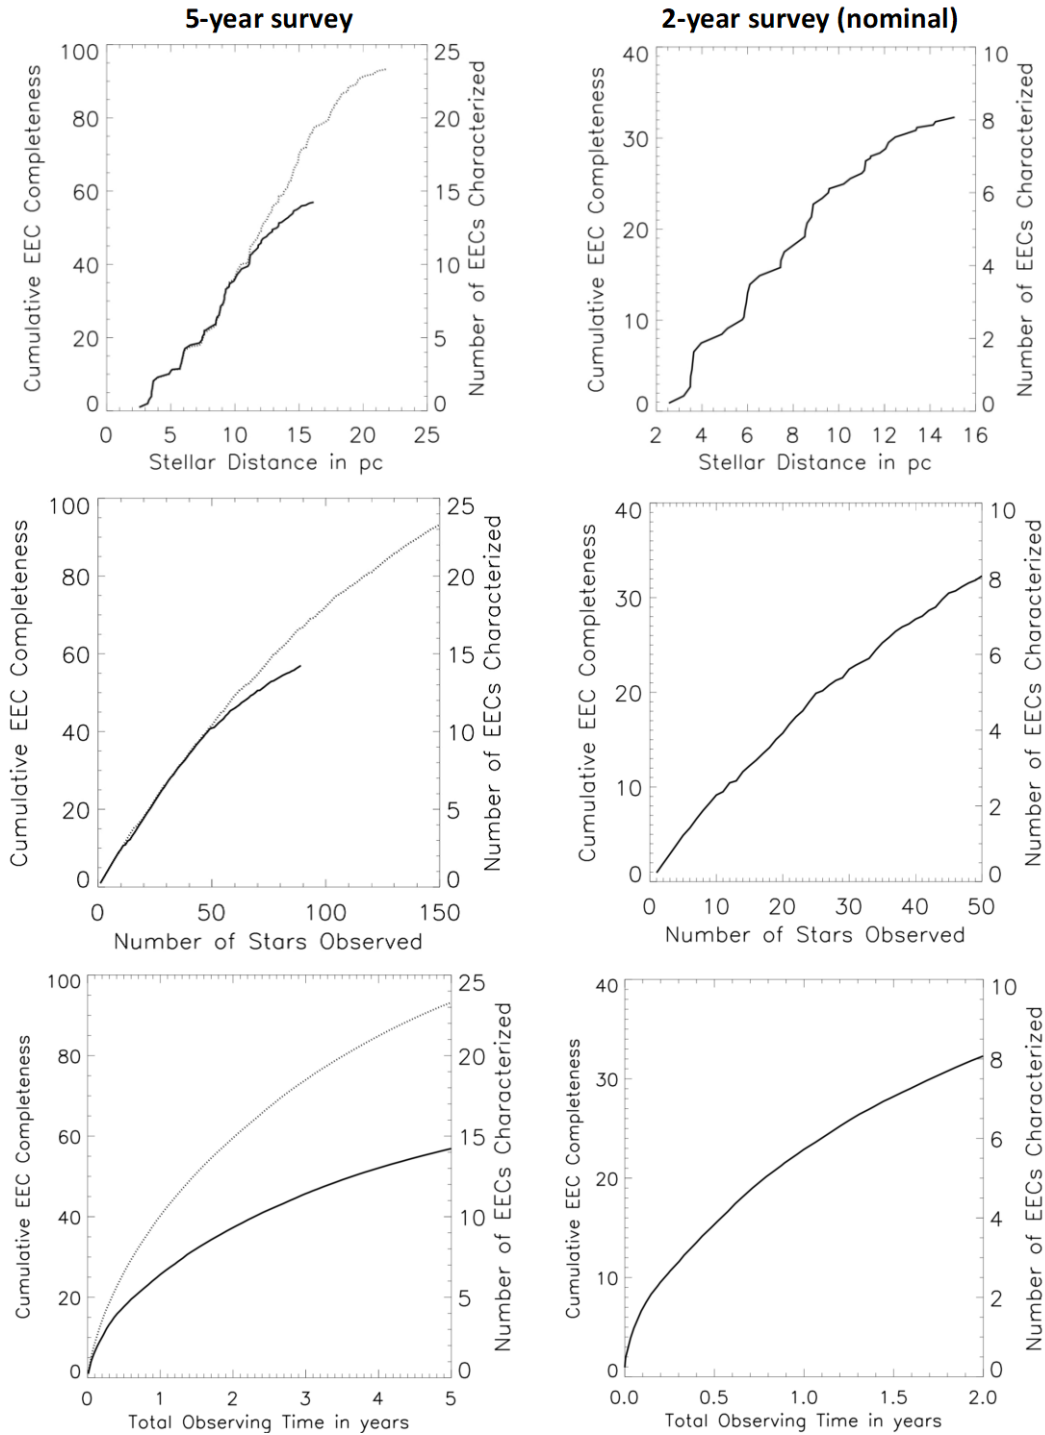 5-year survey
2-year survey (nominal)
100
80
60
40
20
0
Cumulative EEC Completeness
25
20
15
10
5
0
Number of EECs Characterized
0 5 10 15 20 25
Stellar Distance in pc
40
30
20
10
0
Cumulative EEC Completeness
10
8
6
4
2
0
Number of EECs Characterized
2 4 6 8 10 12 14 16
Stellar Distance in pc
100
80
60
40
20
0
Cumulative EEC Completeness
25
20
15
10
5
0
Number of EECs Characterized
0 50 100 150
Number of Stars Observed
40
30
20
10
0
Cumulative EEC Completeness
10
8
6
4
2
0
Number of EECs Characterized
0 10 20 30 40 50
Number of Stars Observed
100
80
60
40
20
0
Cumulative EEC Completeness
25
20
15
10
5
0
Number of EECs Characterized
0 1 2 3 4 5
Total Observing Time in years
40
30
20
10
0
Cumulative EEC Completeness
10
8
6
4
2
0
Number of EECs Characterized
0.0 0.5 1.0 1.5 2.0
Total Observing Time in years